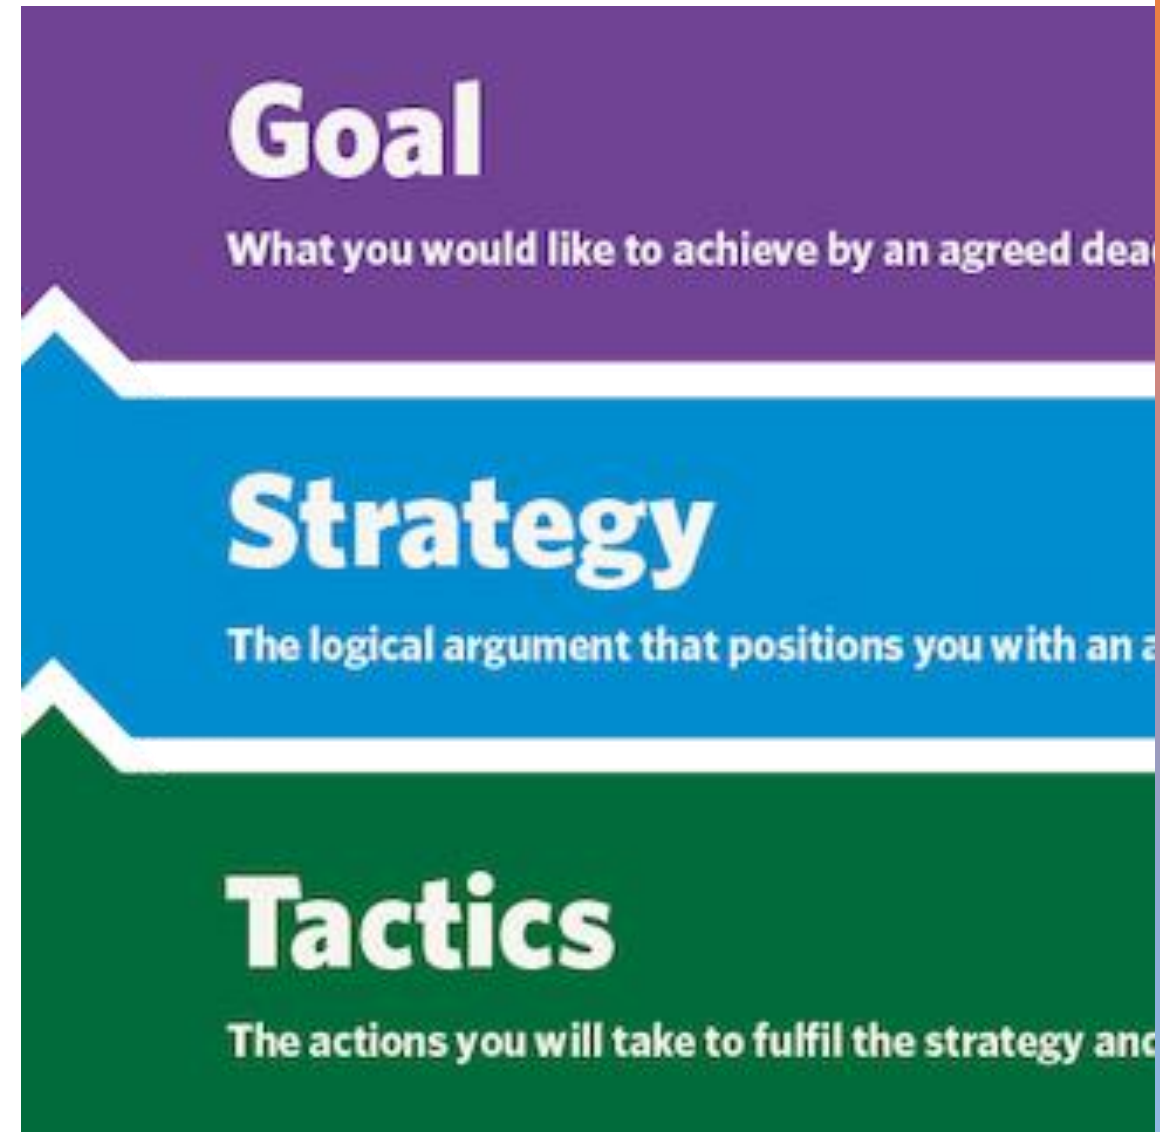 Goal
What you would like to achieve by an agreed
Strategy
The logical argument that positions you with an
Tactics
The actions you will take to fulfil the strategy